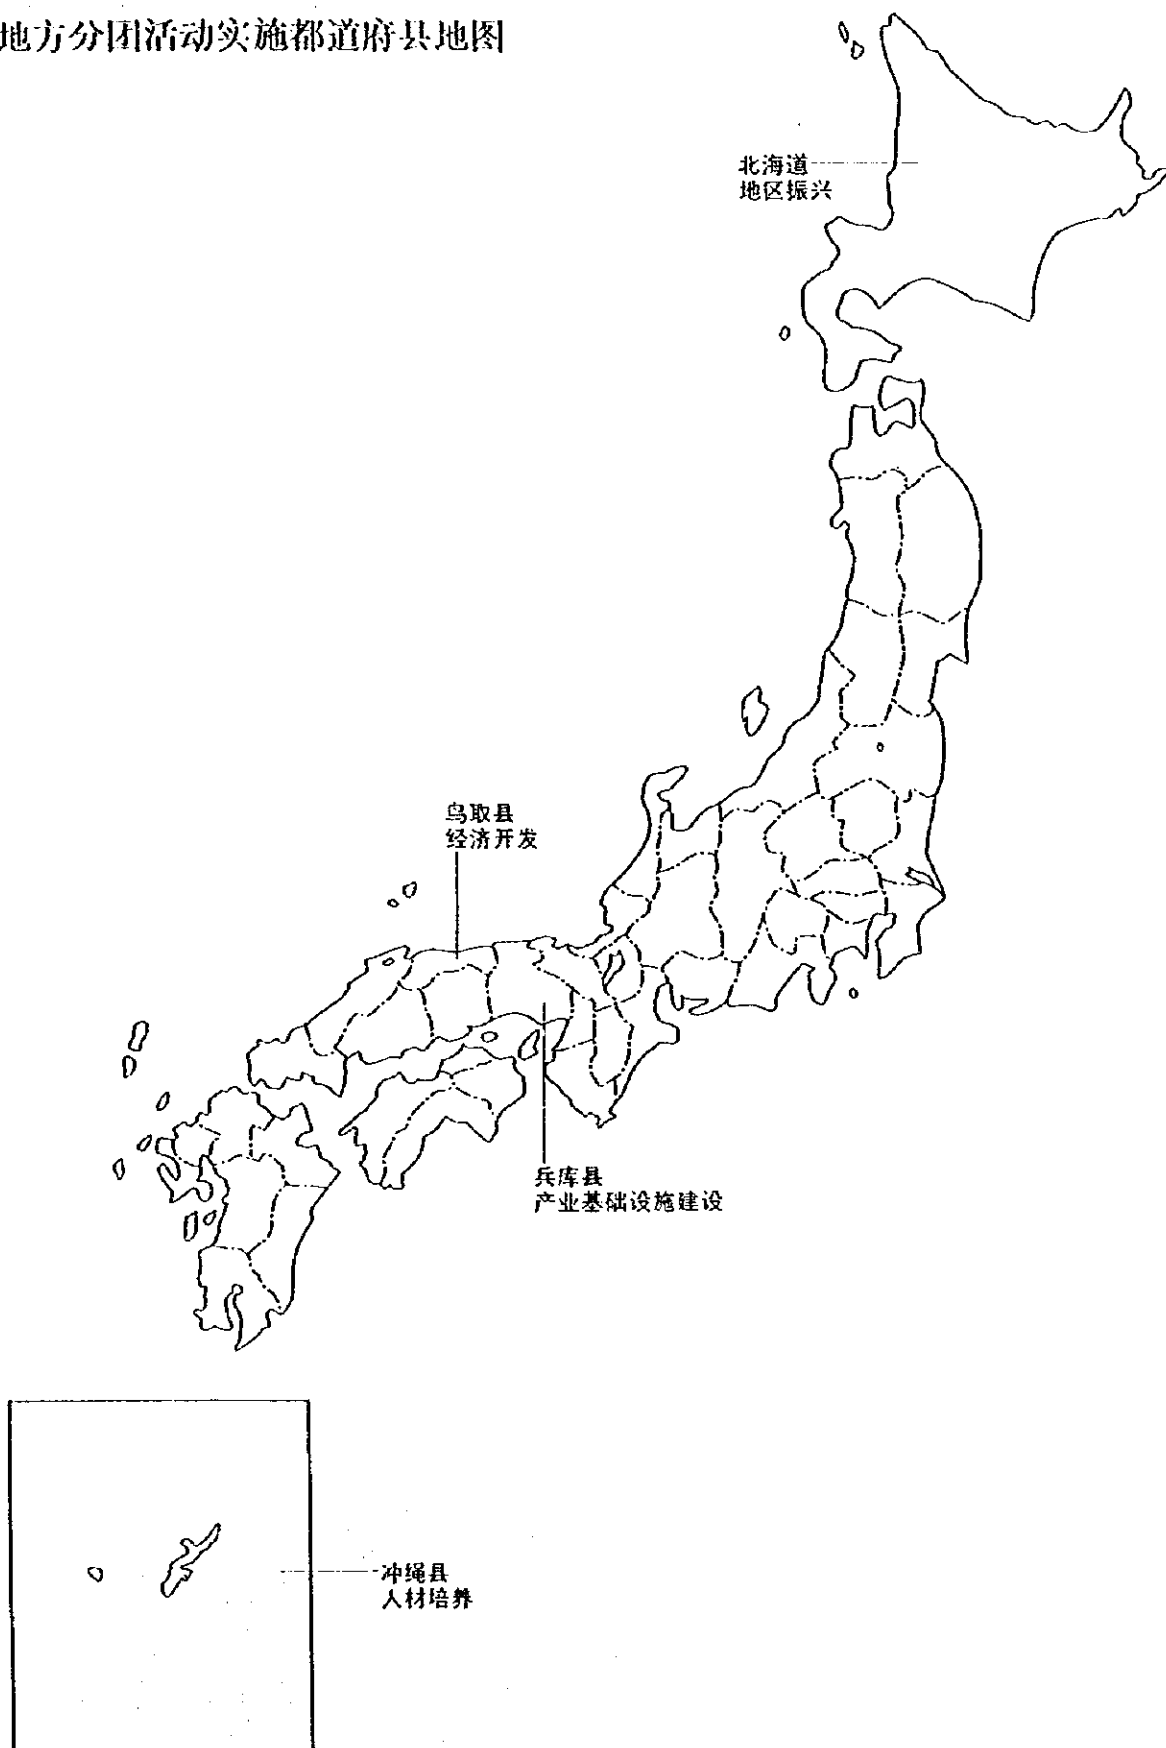 地方分团活动实施都道府县地图
北海道
地区振兴
鸟取县
经济开发
兵库县
产业基础设施建设
冲绳县
人材培养